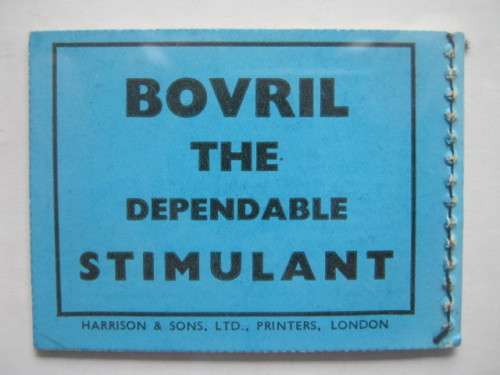 BOVRIL
THE
DEPENDABLE
STIMULANT
HARRISON & SONS, LTD., PRINTERS, LONDON